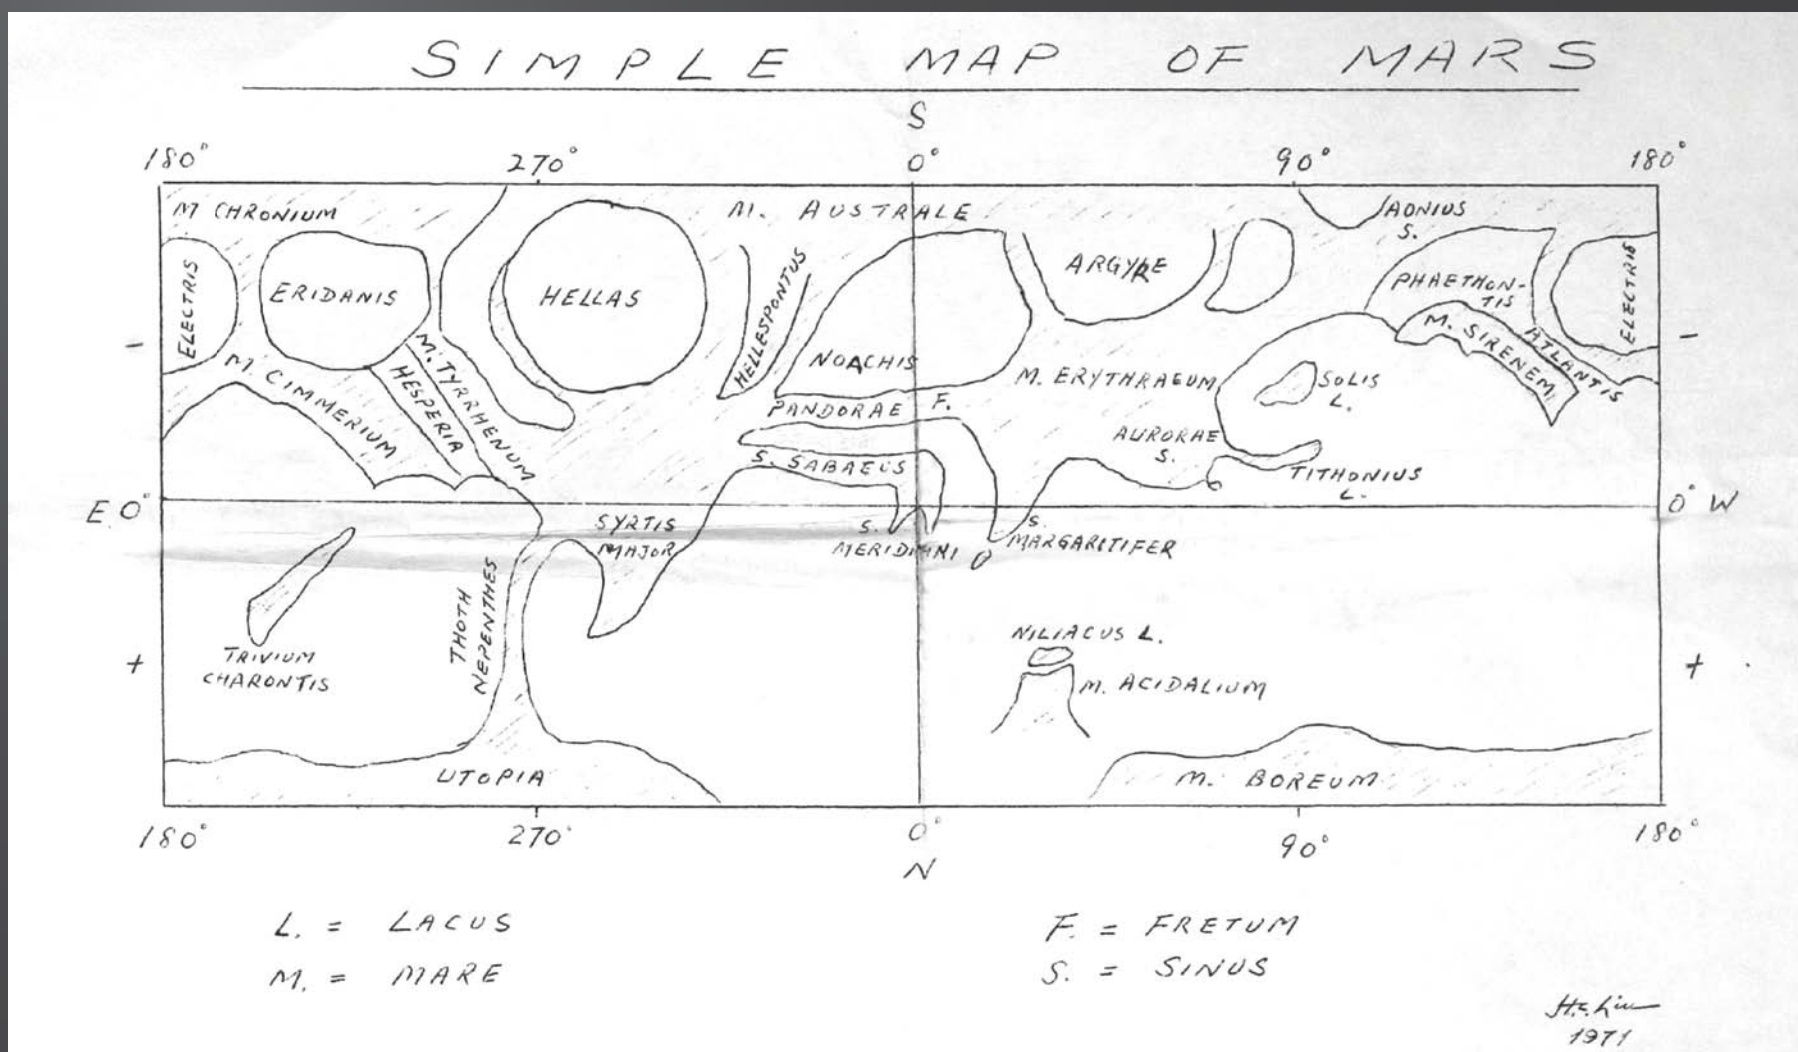 SIMPLE MAP OF MARS
S
180° 270° 0° 90° 180°
M CHRONIUM
M. AUSTRALE
AONIUS
S.
ELECTRIS
ERIDANIS
HELLAS
HELLESPONTUS
ARGYRE
PHAETHON-
TIS
ELECTRIS
-
M. CIMMERIUM
HESPERIA
M. TYRRHENUM
NOACHIS
M. ERYTHRAEUM
SOLIS
L.
M. SIRENEM
ATLANTIS
-
PANDORAE F.
S. SABAEUS
AURORAE
S.
TITHONIUS
L.
E 0°
0° W
SYRTIS
MAJOR
S.
MERIDIANI
S.
MARGARITIFER
THOTH
NEPENTHES
TRIVIUM
CHARONTIS
NILIACUS L.
M. ACIDALIUM
+
+
UTOPIA
M. BOREUM
180° 270° 0° 90° 180°
N
L. = LACUS
M. = MARE
F. = FRETUM
S. = SINUS
1971